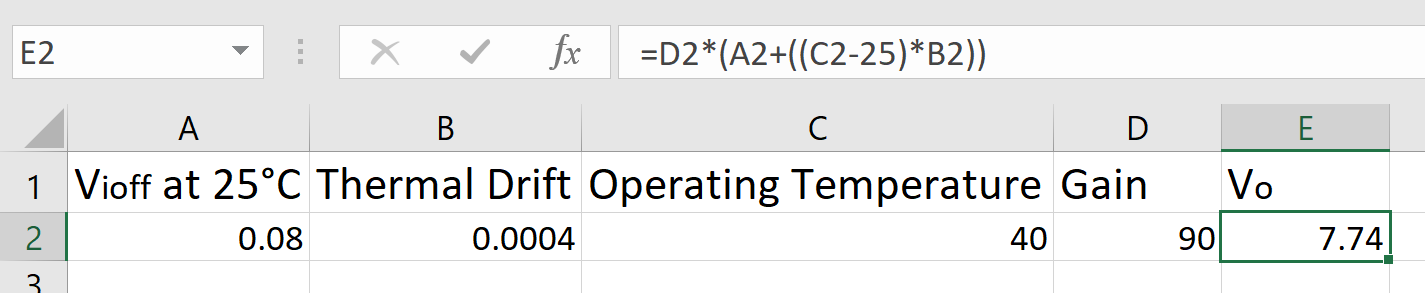 E2 fx =D2*(A2+((C2-25)*B2))
A B C D E
1 Vioff at 25°C Thermal Drift Operating Temperature Gain Vo
2 0.08 0.0004 40 90 7.74
3